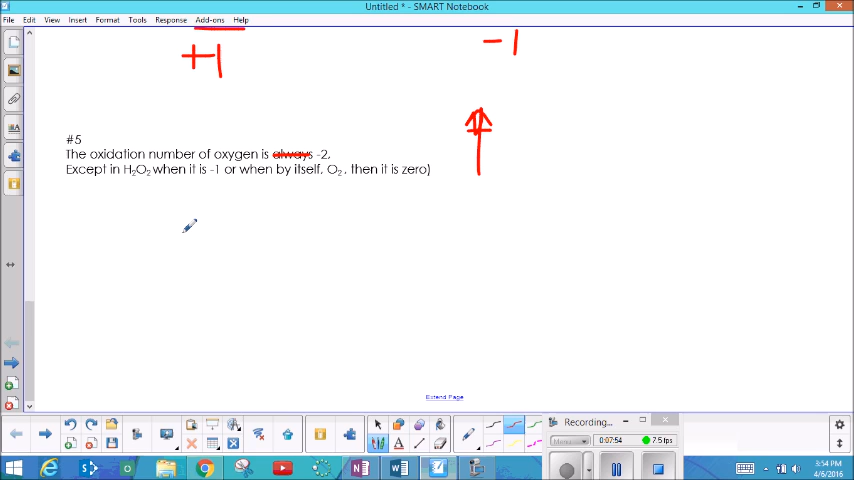 Untitled * - SMART Notebook
File Edit View Insert Format Tools Response Add-ons Help
+1
-1
#5
The oxidation number of oxygen is always -2,
Except in H₂O₂ when it is -1 or when by itself, O₂ , then it is zero)
Extend Page
Recording...
Menu
0:07:54
7.5 fps
3:54 PM
4/6/2016